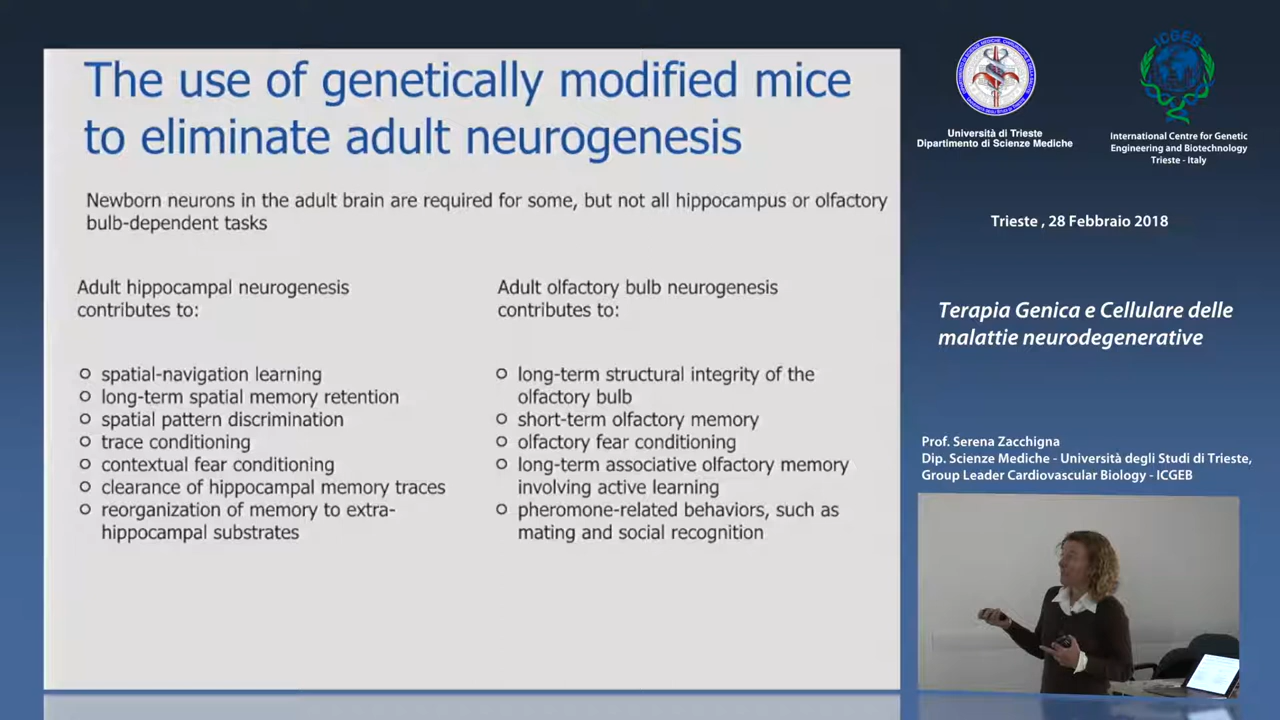 The use of genetically modified mice
to eliminate adult neurogenesis
Newborn neurons in the adult brain are required for some, but not all hippocampus or olfactory
bulb-dependent tasks
Adult hippocampal neurogenesis
contributes to:
spatial-navigation learning
long-term spatial memory retention
spatial pattern discrimination
trace conditioning
contextual fear conditioning
clearance of hippocampal memory traces
reorganization of memory to extra-
hippocampal substrates
Adult olfactory bulb neurogenesis
contributes to:
long-term structural integrity of the
olfactory bulb
short-term olfactory memory
olfactory fear conditioning
long-term associative olfactory memory
involving active learning
pheromone-related behaviors, such as
mating and social recognition
Università di Trieste
Dipartimento di Scienze Mediche
ICGEB
International Centre for Genetic
Engineering and Biotechnology
Trieste - Italy
Trieste , 28 Febbraio 2018
Terapia Genica e Cellulare delle
malattie neurodegenerative
Prof. Serena Zacchigna
Dip. Scienze Mediche - Università degli Studi di Trieste,
Group Leader Cardiovascular Biology - ICGEB